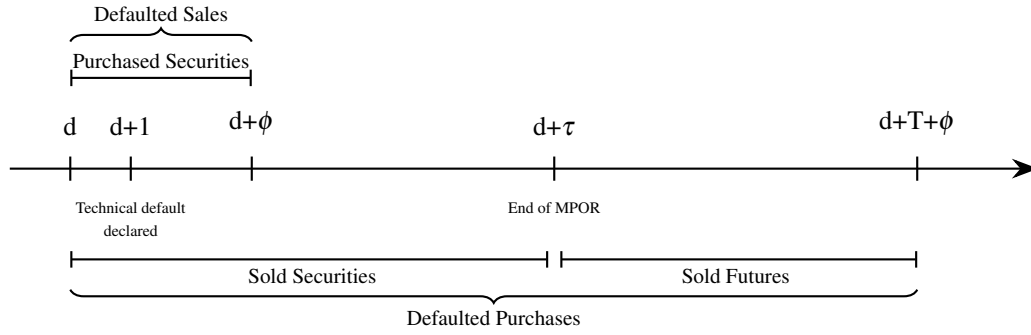 Defaulted Sales
Purchased Securities
d d+1 d+ϕ d+τ d+T+ϕ
Technical default
declared
End of MPOR
Sold Securities Sold Futures
Defaulted Purchases